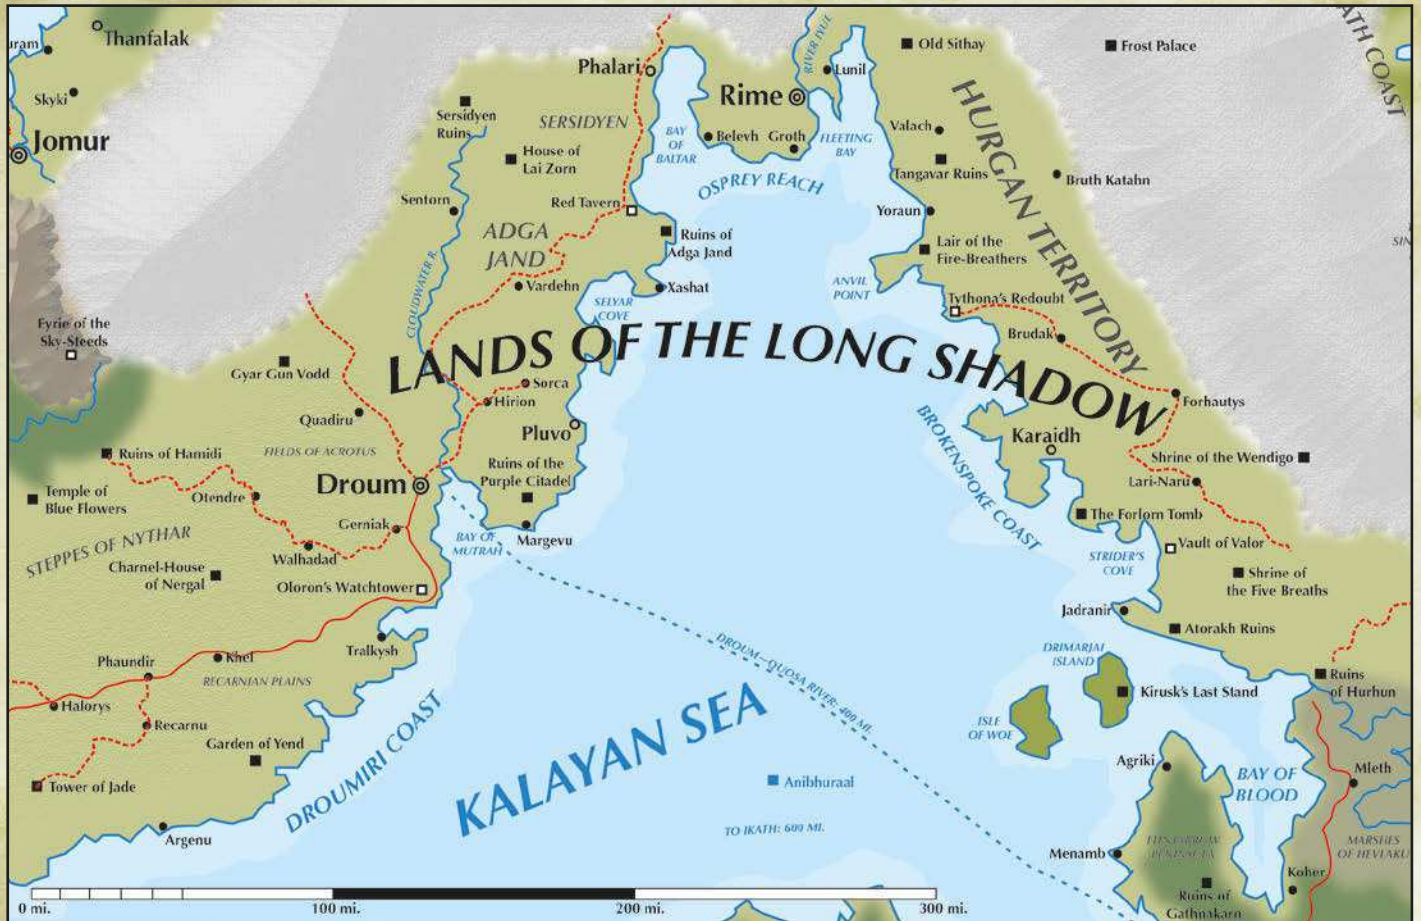 Thanfalak
Skyki
Jomur
Phalari
Rime
RIVER IYUE
Lunil
Old Sithay
Frost Palace
Sersidyen
Ruins
SERSIDYEN
House of
Lai Zorn
BAY
OF
BALTAR
Belevh
Groth
FLEETING
BAY
Valach
HURGAN TERRITORY
Tangavar Ruins
Bruth Katahn
OSPREY REACH
Sentorn
Red Tavern
Yoraun
ADGA
JAND
Ruins of
Adga Jand
Lair of the
Fire-Breathers
CLOUDWATER R.
Vardehn
Xashat
SELYAR
COVE
ANVIL
POINT
Tythona's Redoubt
Eyrie of the
Sky-Steeds
LANDS OF THE LONG SHADOW
Brudak
Gyar Gun Vodd
Sorca
Hirion
Forhautys
Quadiru
Pluvo
Karaidh
BROKENSPOKE COAST
Ruins of Hamidi
FIELDS OF ACROTUS
Shrine of the Wendigo
Droum
Ruins of the
Purple Citadel
Lari-Naru
Temple of
Blue Flowers
Otendre
The Forlorn Tomb
Gerniak
STEPPES OF NYTHAR
BAY OF
MUTRAH
Margevu
Walhadad
Vault of Valor
STRIDER'S
COVE
Charnel-House
of Nergal
Oloron's Watchtower
Shrine of
the Five Breaths
Jadranir
Atorakh Ruins
Tralkysh
DROUM—QUOSA RIVER: 400 MI.
DRIMARJAI
ISLAND
Phaundir
Khel
RECARNIAN PLAINS
Ruins
of Hurhun
Kirusk's Last Stand
Halorys
Recarnu
DROUMIRI COAST
KALAYAN SEA
ISLE
OF WOE
Garden of Yend
Agriki
Tower of Jade
Anibhuraal
BAY OF
BLOOD
Mleth
TO IKATH: 600 MI.
Argenu
Menamb
MARSHES
OF HEVIAKU
Koher
Ruins of
Gathnakarn
0 mi.
100 mi.
200 mi.
300 mi.